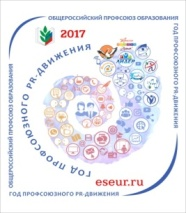 ОБЩЕРОССИЙСКИЙ ПРОФСОЮЗ ОБРАЗОВАНИЯ
2017
ГОД ПРОФСОЮЗНОГО PR-ДВИЖЕНИЯ
ОБЩЕРОССИЙСКИЙ ПРОФСОЮЗ ОБРАЗОВАНИЯ
ГОД ПРОФСОЮЗНОГО PR-ДВИЖЕНИЯ
eseur.ru
ГОД ПРОФСОЮЗНОГО PR-ДВИЖЕНИЯ